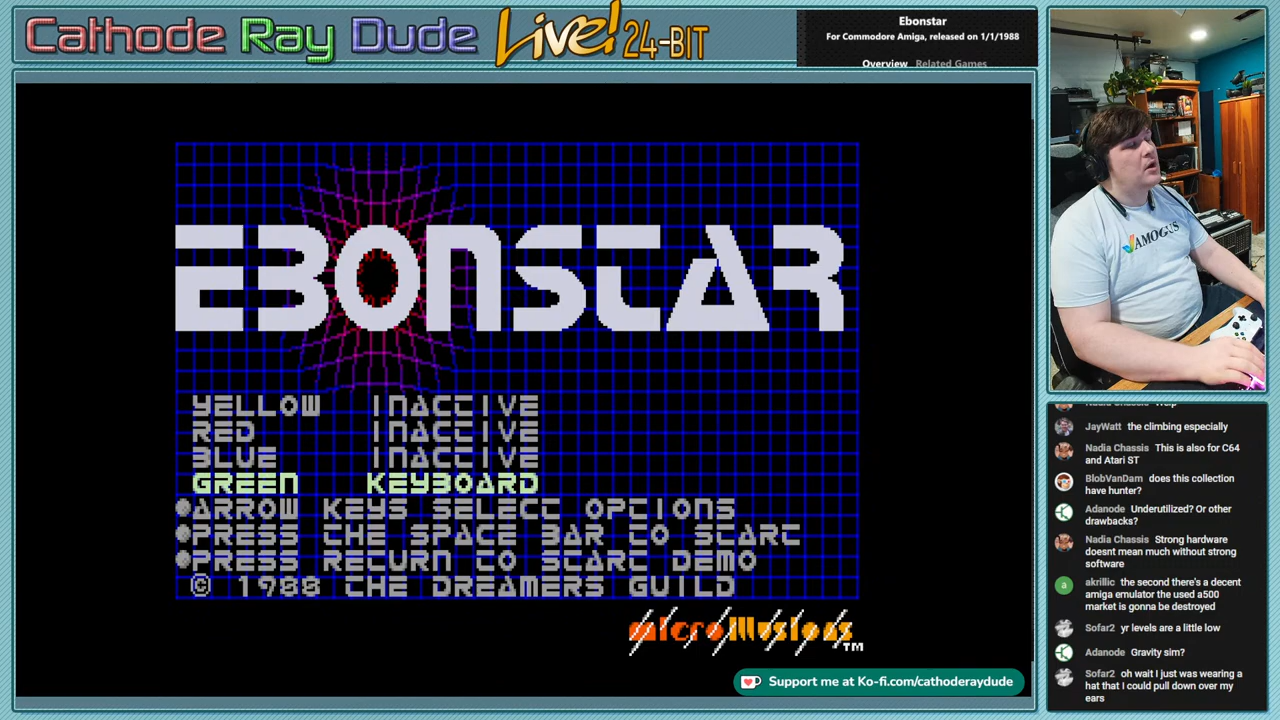 Cathode Ray Dude Live! 24-BIT
Ebonstar
For Commodore Amiga, released on 1/1/1988
Overview Related Games
EBONSTAR
YELLOW INACTIVE
RED INACTIVE
BLUE INACTIVE
GREEN KEYBOARD
ARROW KEYS SELECT OPTIONS
PRESS THE SPACE BAR TO START
PRESS RETURN TO START DEMO
© 1988 THE DREAMERS GUILD
microIllusions™
Support me at Ko-fi.com/cathoderaydude
AMOGUS
JayWatt the climbing especially
Nadia Chassis This is also for C64
and Atari ST
BlobVanDam does this collection
have hunter?
Adanode Underutilized? Or other
drawbacks?
Nadia Chassis Strong hardware
doesnt mean much without strong
software
a
akrillic the second there's a decent
amiga emulator the used a500
market is gonna be destroyed
Sofar2 yr levels are a little low
Adanode Gravity sim?
Sofar2 oh wait I just was wearing a
hat that I could pull down over my
ears